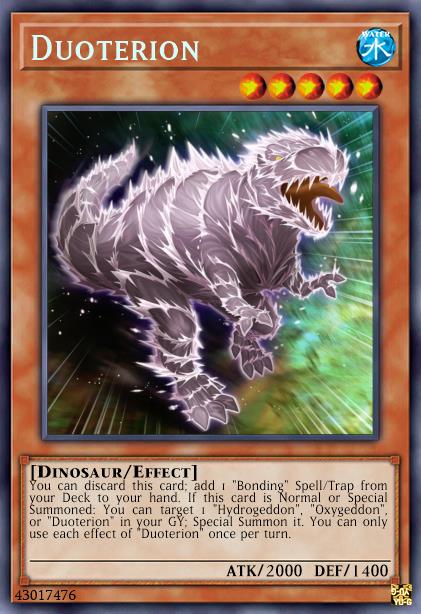 DUOTERION
WATER
水
[DINOSAUR/EFFECT]
You can discard this card; add 1 "Bonding" Spell/Trap from
your Deck to your hand. If this card is Normal or Special
Summoned: You can target 1 "Hydrogeddon", "Oxygeddon",
or "Duoterion" in your GY; Special Summon it. You can only
use each effect of "Duoterion" once per turn.
ATK/2000 DEF/1400
43017476